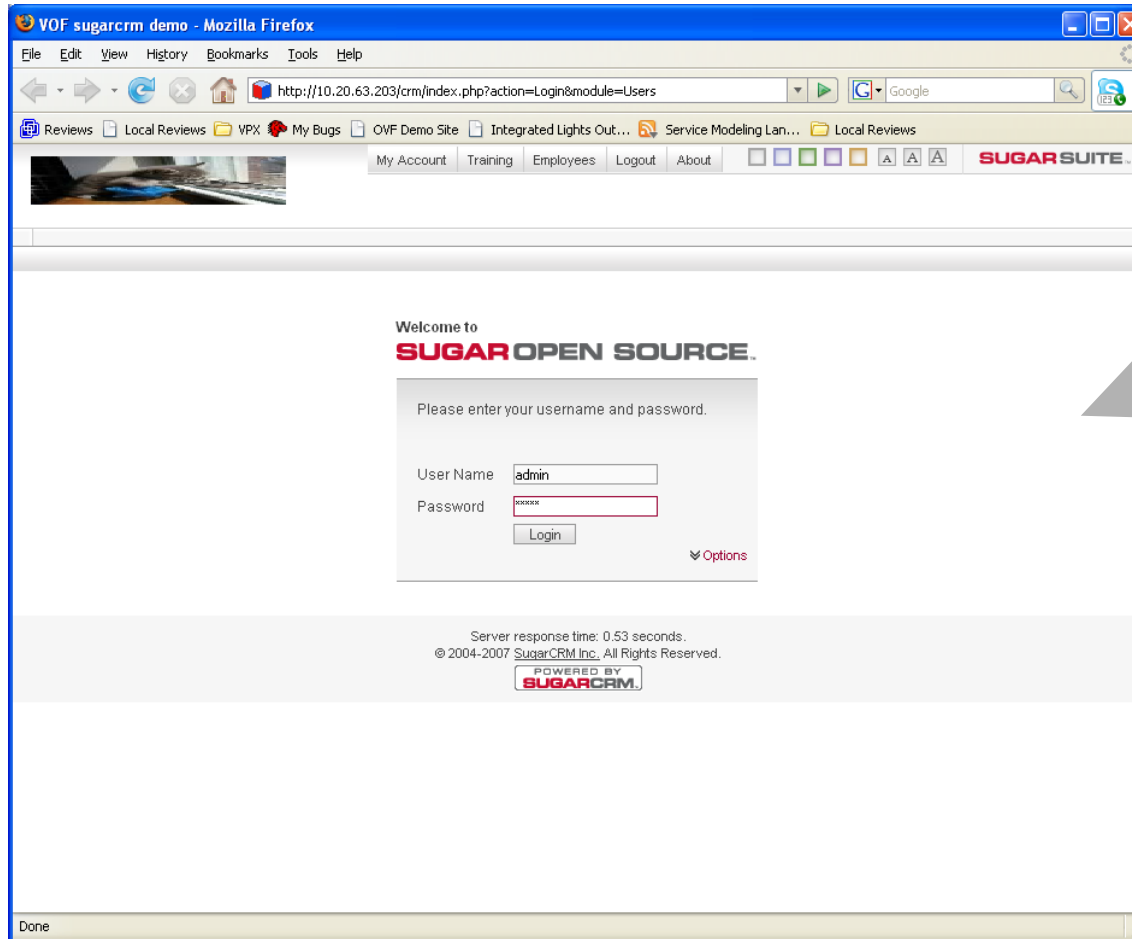 VOF sugarcrm demo - Mozilla Firefox
File Edit View History Bookmarks Tools Help
http://10.20.63.203/crm/index.php?action=Login&module=Users G Google 123
Reviews Local Reviews VPX My Bugs OVF Demo Site Integrated Lights Out... Service Modeling Lan... Local Reviews
My Account Training Employees Logout About A A A SUGARSUITE
Welcome to
SUGAR OPEN SOURCE
Please enter your username and password.
User Name admin
Password *****
Login
Options
Server response time: 0.53 seconds.
© 2004-2007 SugarCRM Inc. All Rights Reserved.
POWERED BY
SUGARCRM
Done